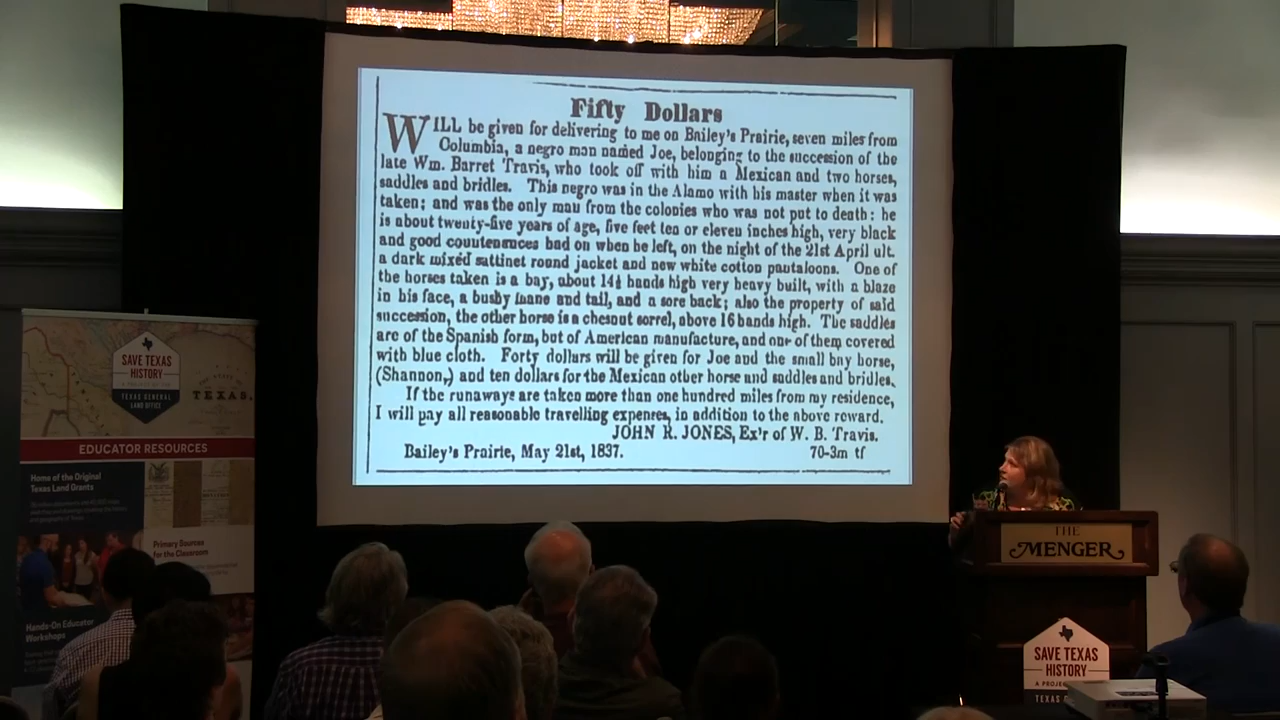 Fifty Dollars
WILL be given for delivering to me on Bailey's Prairie, seven miles from
Columbia, a negro man named Joe, belonging to the succession of the
late Wm. Barret Travis, who took off with him a Mexican and two horses,
saddles and bridles. This negro was in the Alamo with his master when it was
taken; and was the only man from the colonies who was not put to death: he
is about twenty-five years of age, five feet ten or eleven inches high, very black
and good countenances had on when he left, on the night of the 21st April ult.
a dark mixed sattinet round jacket and new white cotton pantaloons. One of
the horses taken is a bay, about 14½ hands high very heavy built, with a blaze
in his face, a bushy mane and tail, and a sore back; also the property of said
succession, the other horse is a chesnut sorrel, above 16 hands high. The saddles
are of the Spanish form, but of American manufacture, and one of them covered
with blue cloth. Forty dollars will be given for Joe and the small bay horse,
(Shannon,) and ten dollars for the Mexican other horse and saddles and bridles.
If the runaways are taken more than one hundred miles from my residence,
I will pay all reasonable travelling expenses, in addition to the above reward.
JOHN R. JONES, Ex'r of W. B. Travis.
Bailey's Prairie, May 21st, 1837. 70-3m tf
SAVE TEXAS
HISTORY
A PROJECT OF THE
TEXAS GENERAL
LAND OFFICE
TEXAS
EDUCATOR RESOURCES
Home of the Original
Texas Land Grants
Primary Sources
for the Classroom
Hands-On Educator
Workshops
THE
MENGER
SAVE TEXAS
HISTORY
A
TEXAS